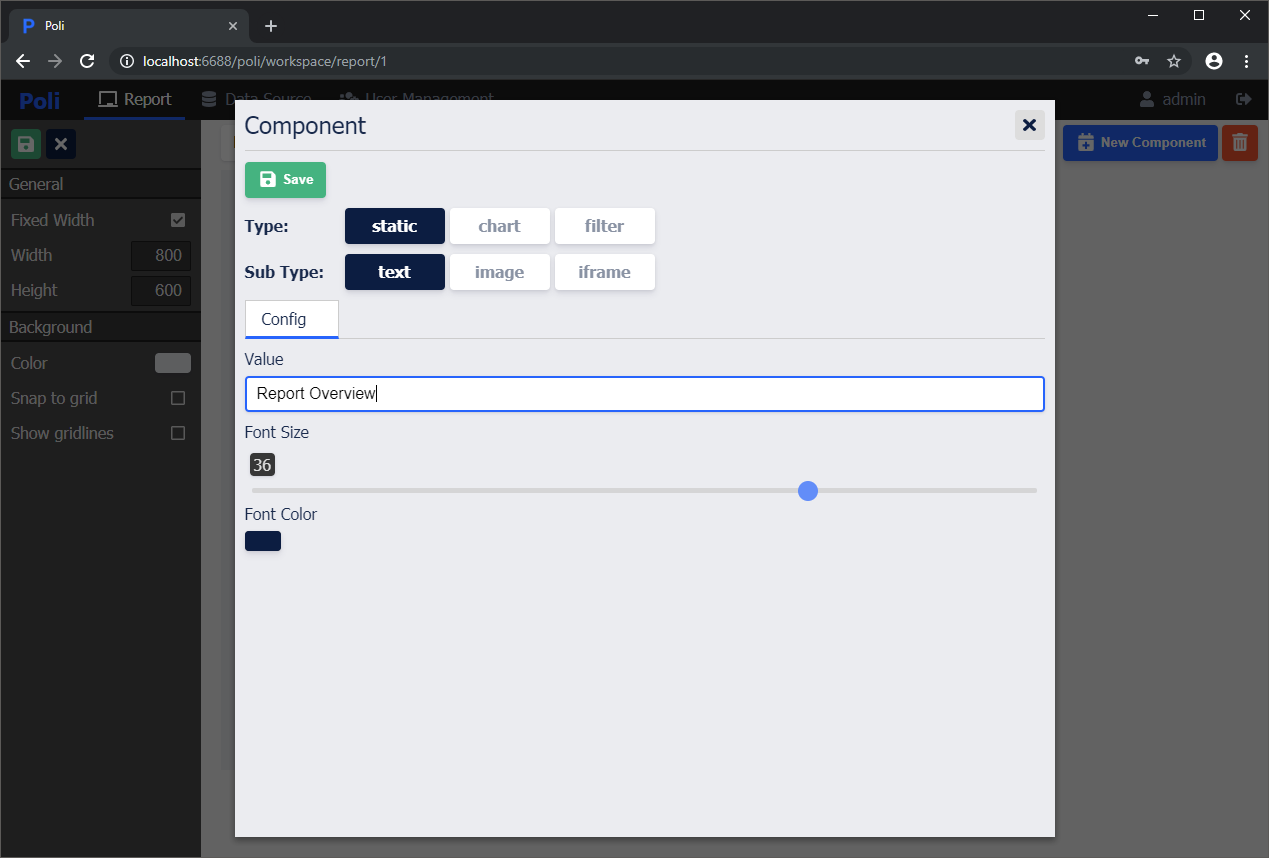 Poli
localhost:6688/poli/workspace/report/1
Poli Report Data Source User Management admin
Component
New Component
Save
General
Type: static chart filter
Fixed Width
Width 800
Sub Type: text image iframe
Height 600
Config
Background
Value
Color
Report Overview
Snap to grid
Font Size
Show gridlines
36
Font Color